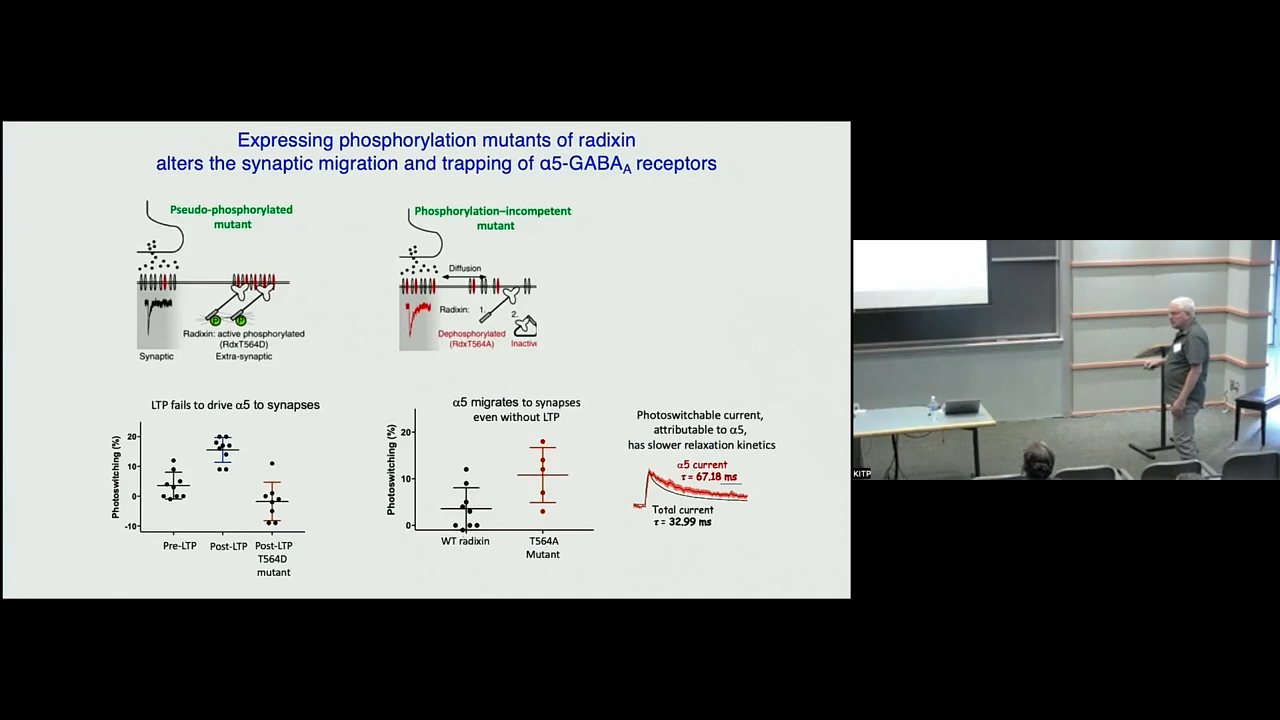 Expressing phosphorylation mutants of radixin
alters the synaptic migration and trapping of α5-GABAA receptors
Pseudo-phosphorylated
mutant
P
P
Radixin: active phosphorylated
(RdxT564D)
Synaptic
Extra-synaptic
Phosphorylation–incompetent
mutant
Diffusion
Radixin:
1.
2.
Dephosphorylated
(RdxT564A)
Inactive
LTP fails to drive α5 to synapses
Photoswitching (%)
20
10
0
-10
Pre-LTP
Post-LTP
Post-LTP
T564D
mutant
α5 migrates to synapses
even without LTP
Photoswitching (%)
20
10
0
WT radixin
T564A
Mutant
Photoswitchable current,
attributable to α5,
has slower relaxation kinetics
α5 current
τ = 67.18 ms
Total current
τ = 32.99 ms
KITP